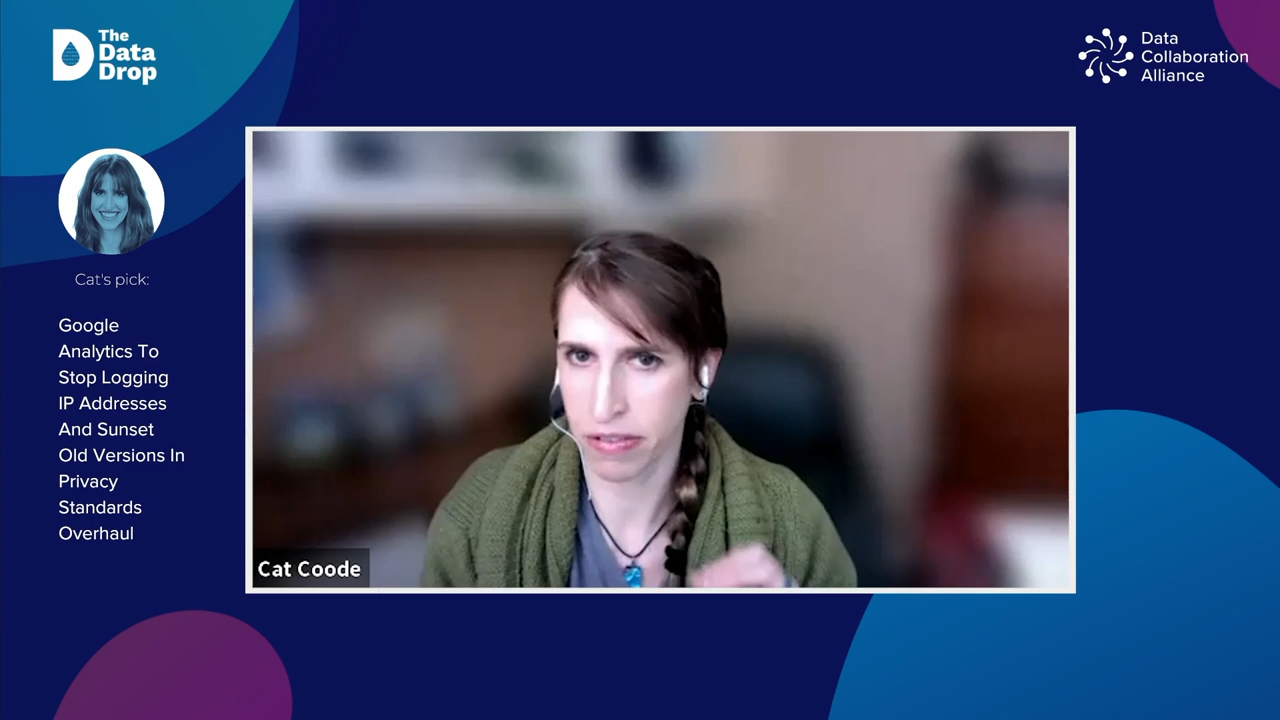 The
Data
Drop
Data
Collaboration
Alliance
Cat's pick:
Google
Analytics To
Stop Logging
IP Addresses
And Sunset
Old Versions In
Privacy
Standards
Overhaul
Cat Coode